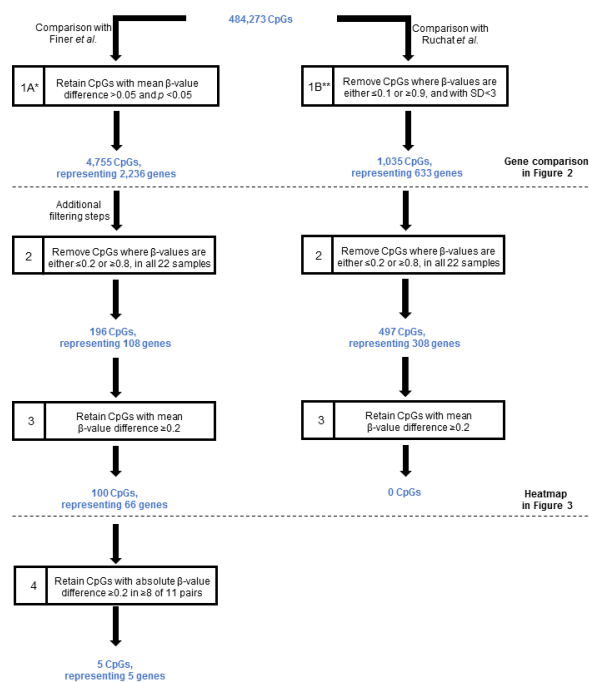 484,273 CpGs
Comparison with
Finer et al.
Comparison with
Ruchat et al.
1A*
Retain CpGs with mean β-value
difference >0.05 and p <0.05
1B**
Remove CpGs where β-values are
either ≤0.1 or ≥0.9, and with SD<3
4,755 CpGs,
representing 2,236 genes
1,035 CpGs,
representing 633 genes
Gene comparison
in Figure 2
Additional
filtering steps
2
Remove CpGs where β-values are
either ≤0.2 or ≥0.8, in all 22 samples
2
Remove CpGs where β-values are
either ≤0.2 or ≥0.8, in all 22 samples
196 CpGs,
representing 108 genes
497 CpGs,
representing 308 genes
3
Retain CpGs with mean
β-value difference ≥0.2
3
Retain CpGs with mean
β-value difference ≥0.2
100 CpGs,
representing 66 genes
0 CpGs
Heatmap
in Figure 3
4
Retain CpGs with absolute β-value
difference ≥0.2 in ≥8 of 11 pairs
5 CpGs,
representing 5 genes